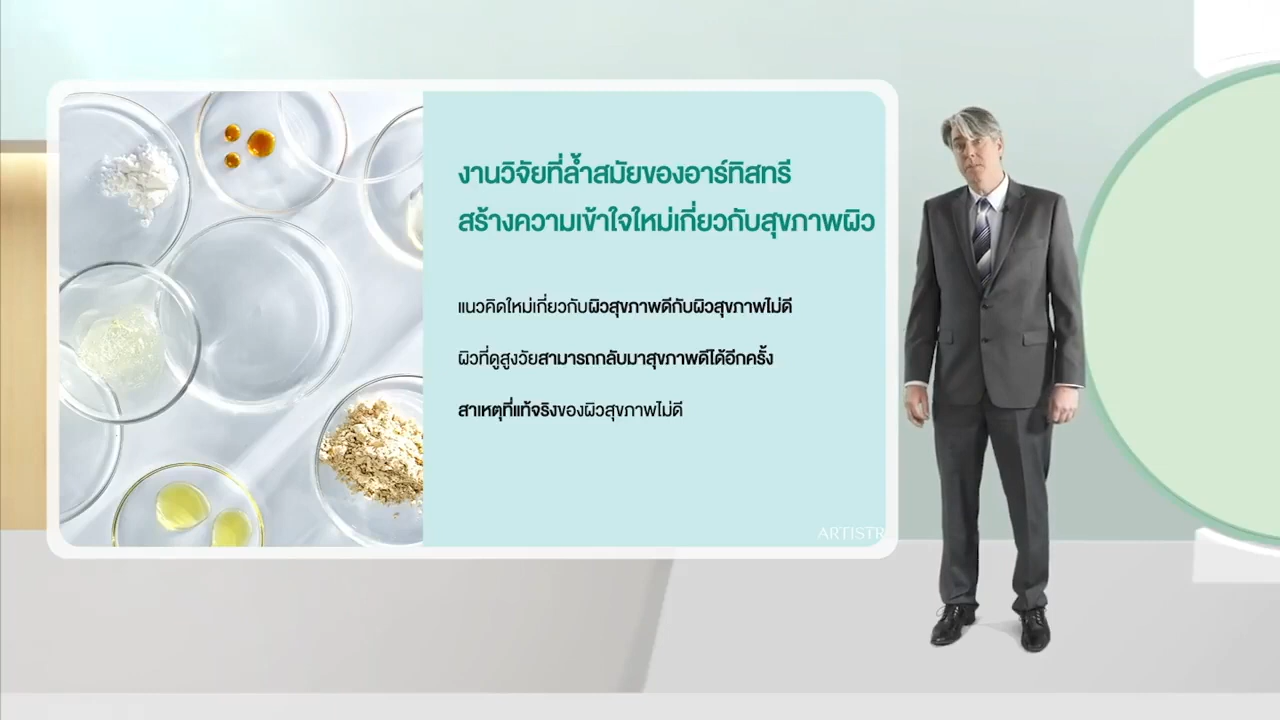 งานวิจัยที่ล้ำสมัยของอาร์ทิสทรี
สร้างความเข้าใจใหม่เกี่ยวกับสุขภาพผิว
แนวคิดใหม่เกี่ยวกับผิวสุขภาพดีกับผิวสุขภาพไม่ดี
ผิวที่ดูสูงวัยสามารถกลับมาสุขภาพดีได้อีกครั้ง
สาเหตุที่แท้จริงของผิวสุขภาพไม่ดี
ARTISTR